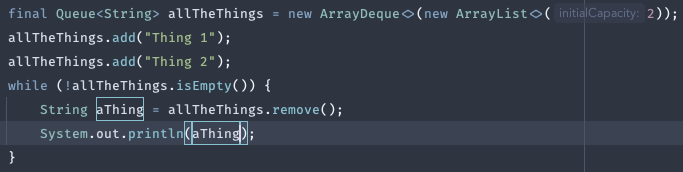 final Queue<String> allTheThings = new ArrayDeque<>(new ArrayList<>( initialCapacity: 2));
allTheThings.add("Thing 1");
allTheThings.add("Thing 2");
while (!allTheThings.isEmpty()) {
    String aThing = allTheThings.remove();
    System.out.println(aThing);
}